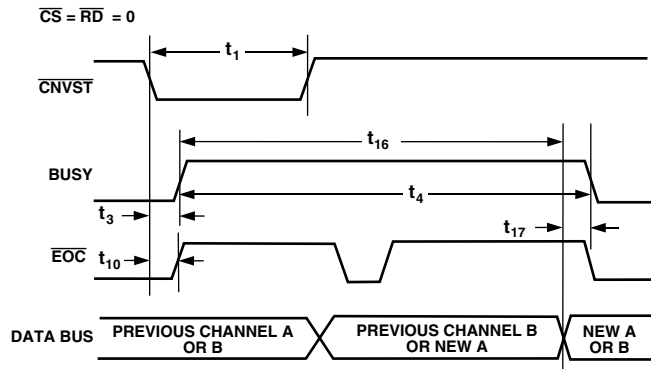 CS = RD = 0
t1
CNVST
t16
BUSY
t4
t3
t17
EOC
t10
DATA BUS
PREVIOUS CHANNEL A
OR B
PREVIOUS CHANNEL B
OR NEW A
NEW A
OR B